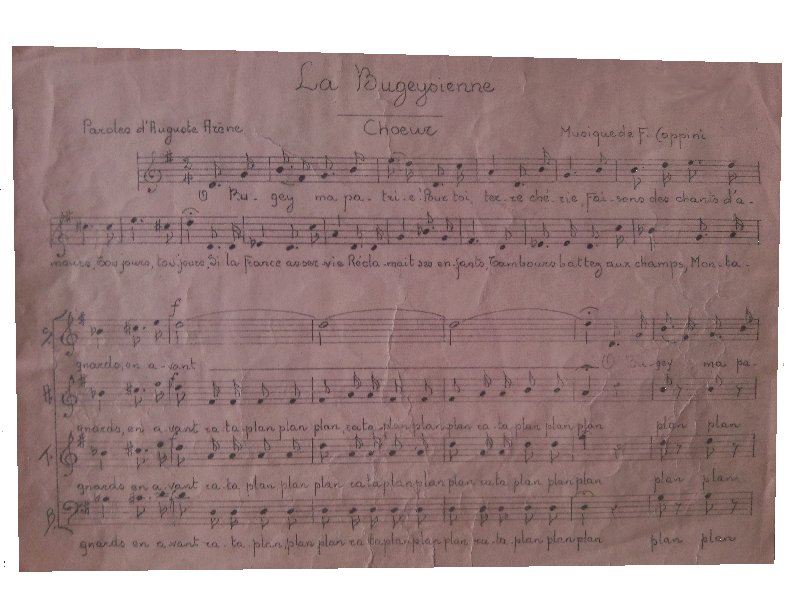 La Bugeysienne
Paroles d'Auguste Arène
Choeur
Musique de F. Coppini
O Bu - gey ma pa - tri - e! Pour toi, ter - re ché - rie, Fai - sons des chants d'a -
mours, Toujours, toujours, Si la France asser - vie Récla - mait ses en - fants, Tambours battez aux champs, Mon - ta -
f
S
gnards, en a - vant O Bu - gey ma pa -
gnards, en a - vant ra ta plan plan plan, ra ta plan plan plan ra - ta plan plan plan plan plan
T.
gnards en a - vant ra - ta plan plan plan ra ta plan plan plan ra ta plan plan plan plan plan
B.
gnards en a - vant ra - ta plan, plan plan ra ta plan plan plan ra - ta plan plan plan plan plan